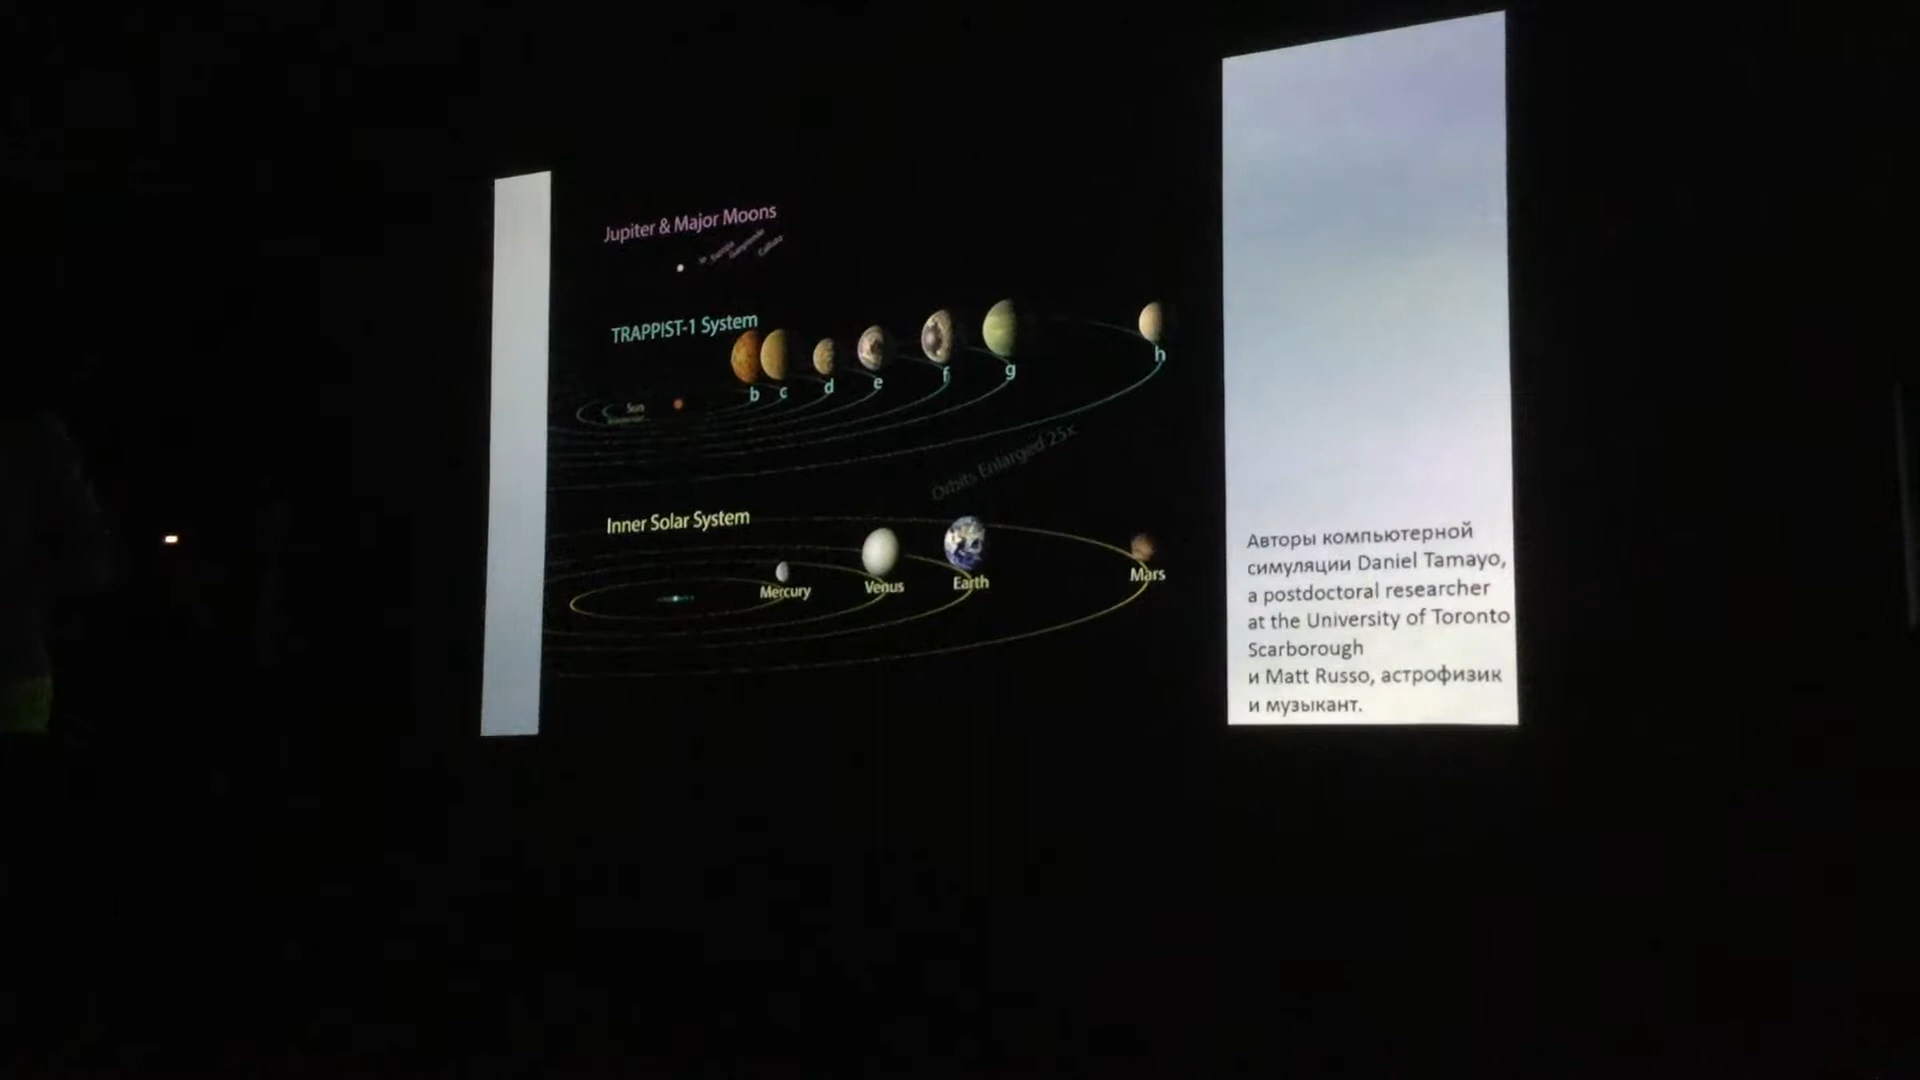 Jupiter & Major Moons
TRAPPIST-1 System
b
c
d
e
f
g
h
Sun
Orbits Enlarged 25x
Inner Solar System
Mercury
Venus
Earth
Mars
Авторы компьютерной
симуляции Daniel Tamayo,
a postdoctoral researcher
at the University of Toronto
Scarborough
и Matt Russo, астрофизик
и музыкант.